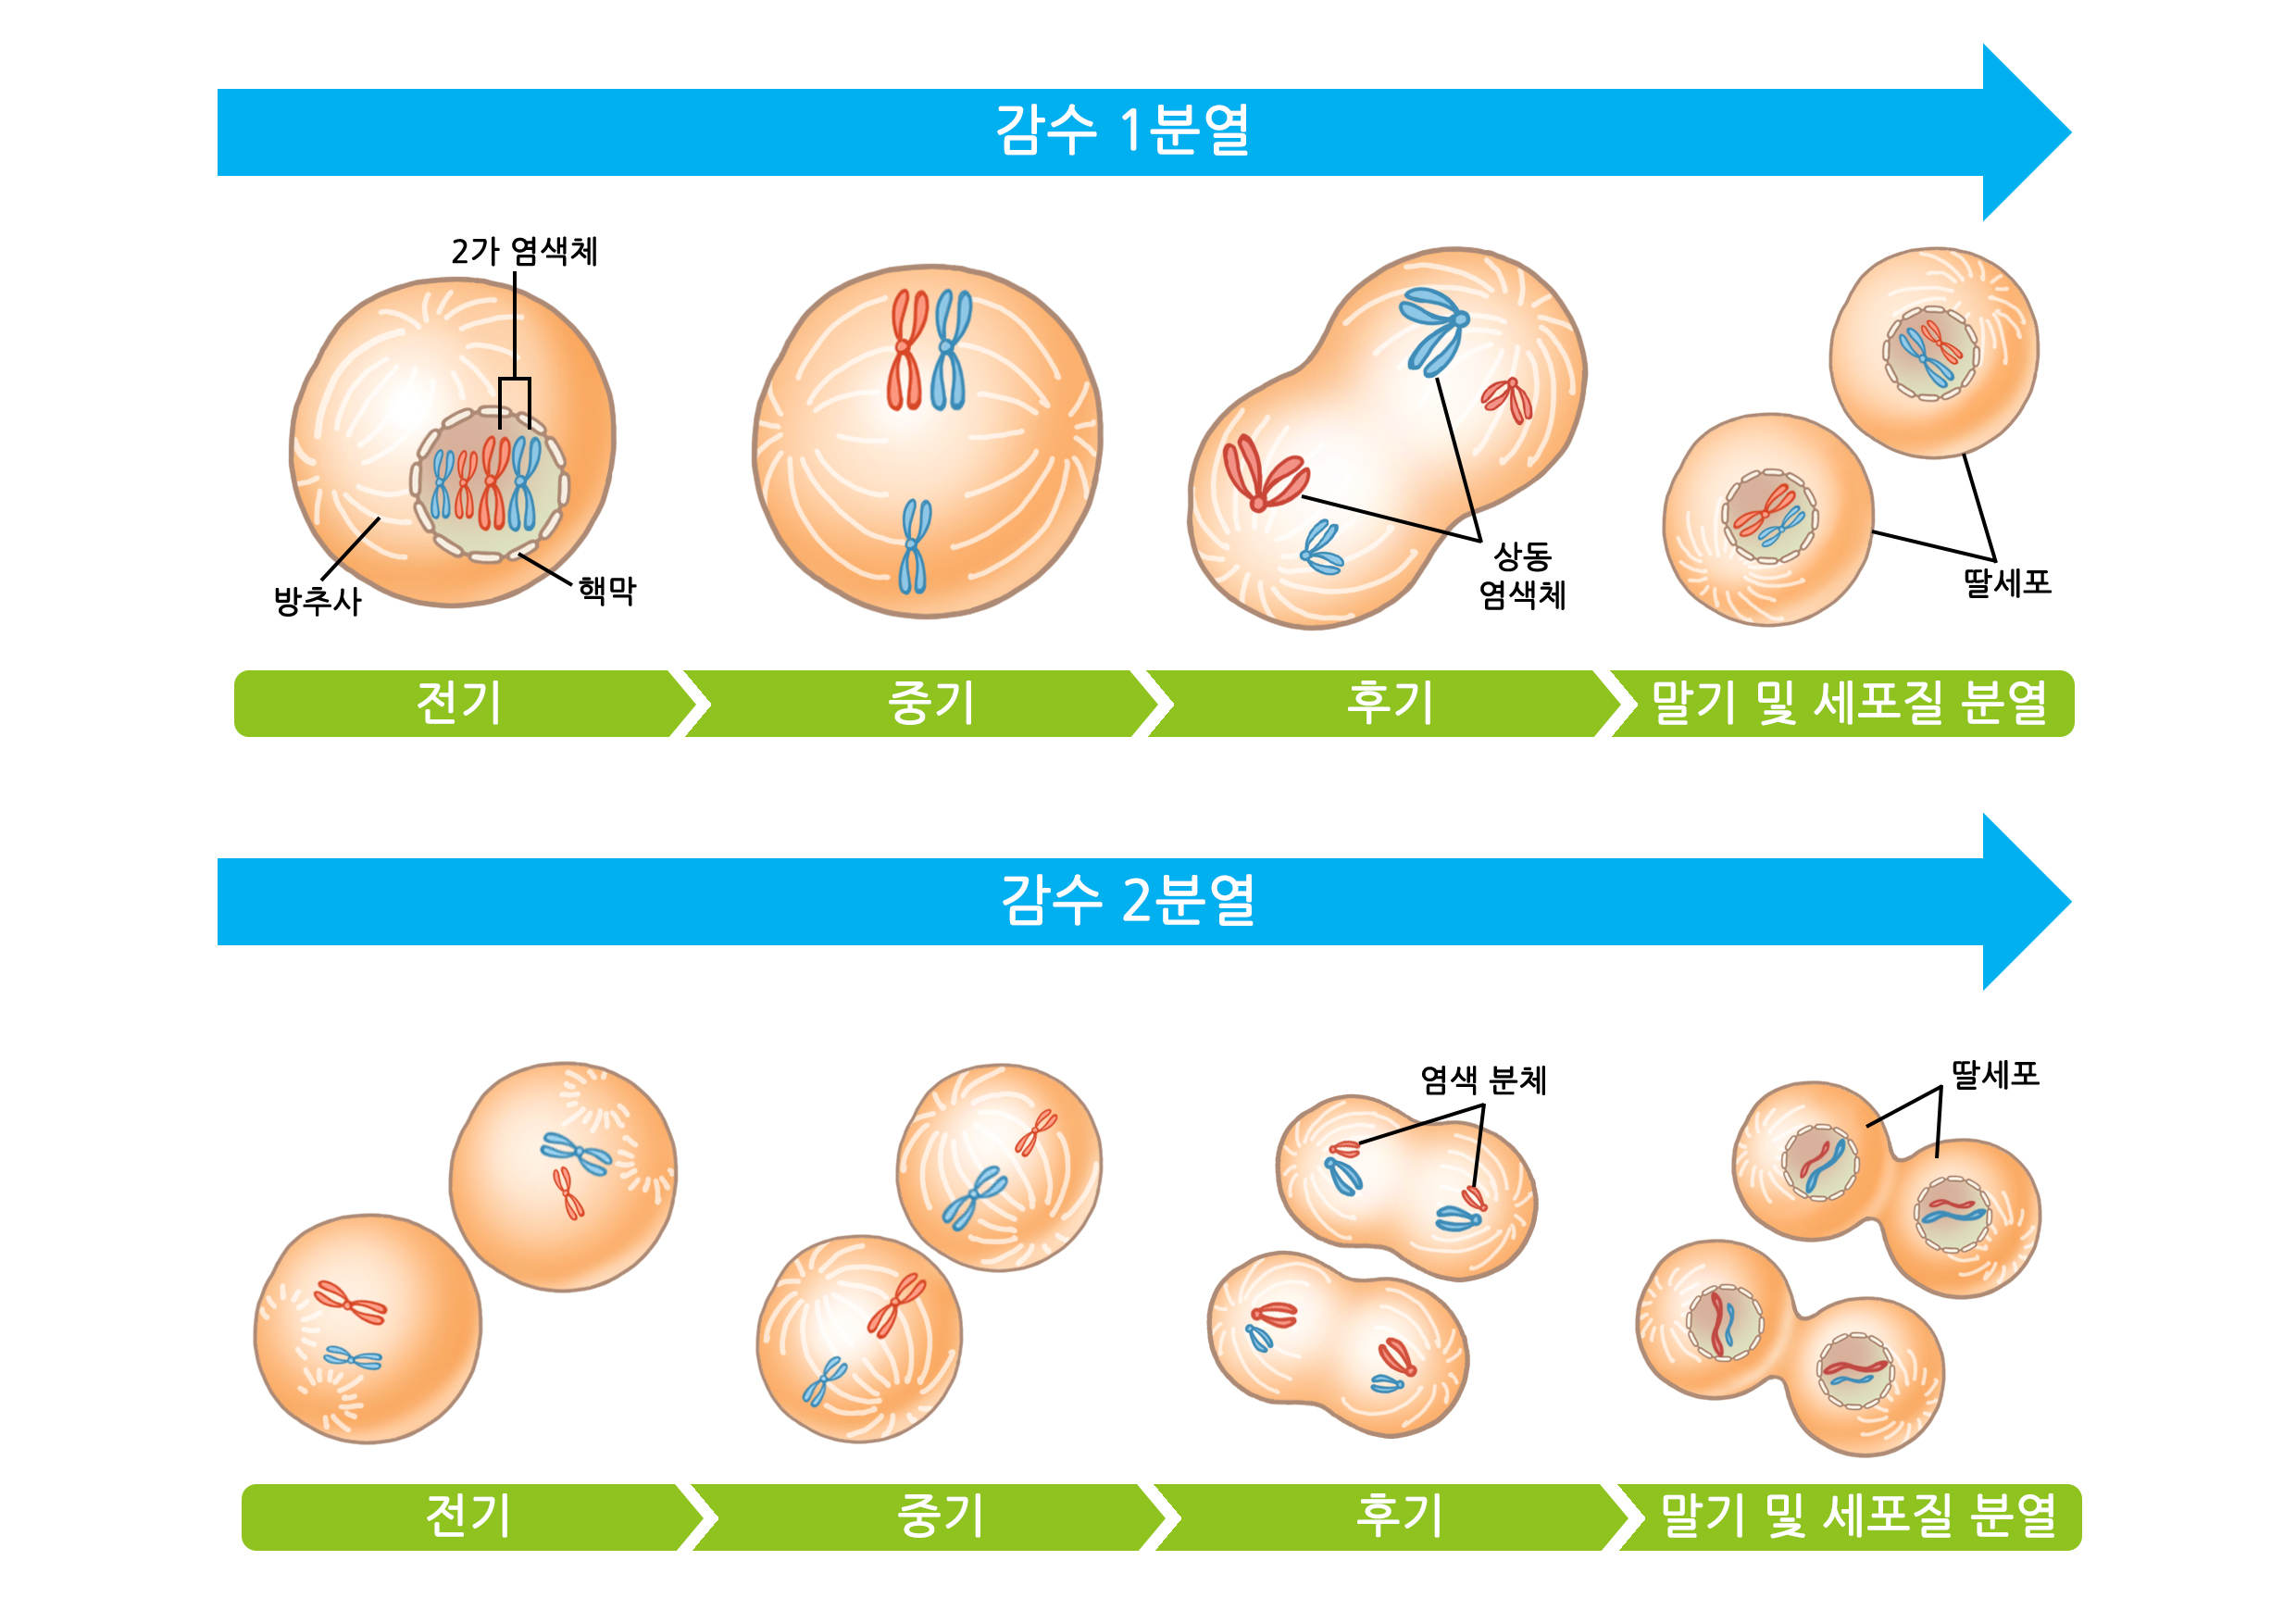 감수 1분열
2가 염색체
방추사
핵막
상동
염색체
딸세포
전기
중기
후기
말기 및 세포질 분열
감수 2분열
염색 분체
딸세포
전기
중기
후기
말기 및 세포질 분열